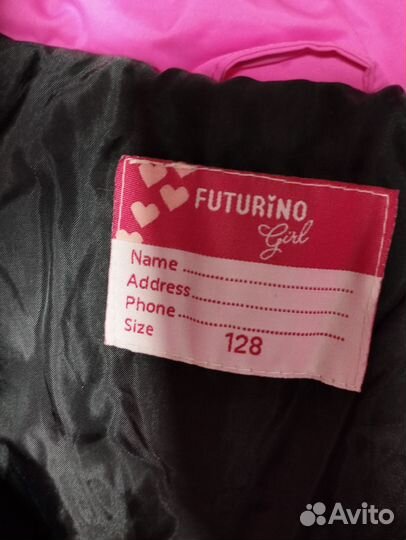 FUTURiNO
Girl
Name
Address
Phone
Size 128
Avito